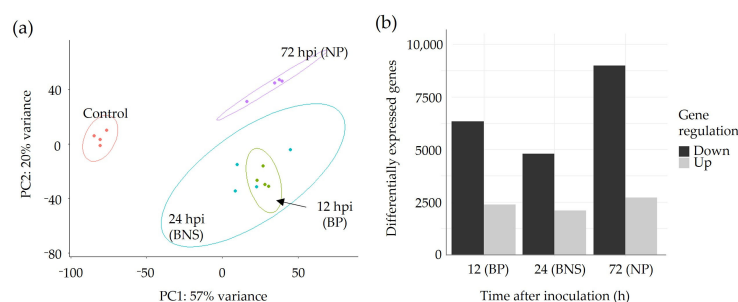 (a)
72 hpi (NP)
Control
24 hpi
(BNS)
12 hpi
(BP)
40
0
−40
−80
PC2: 20% variance
−100
−50
0
50
PC1: 57% variance
(b)
10,000
7500
5000
2500
0
Differentially expressed genes
12 (BP)
24 (BNS)
72 (NP)
Time after inoculation (h)
Gene
regulation
Down
Up